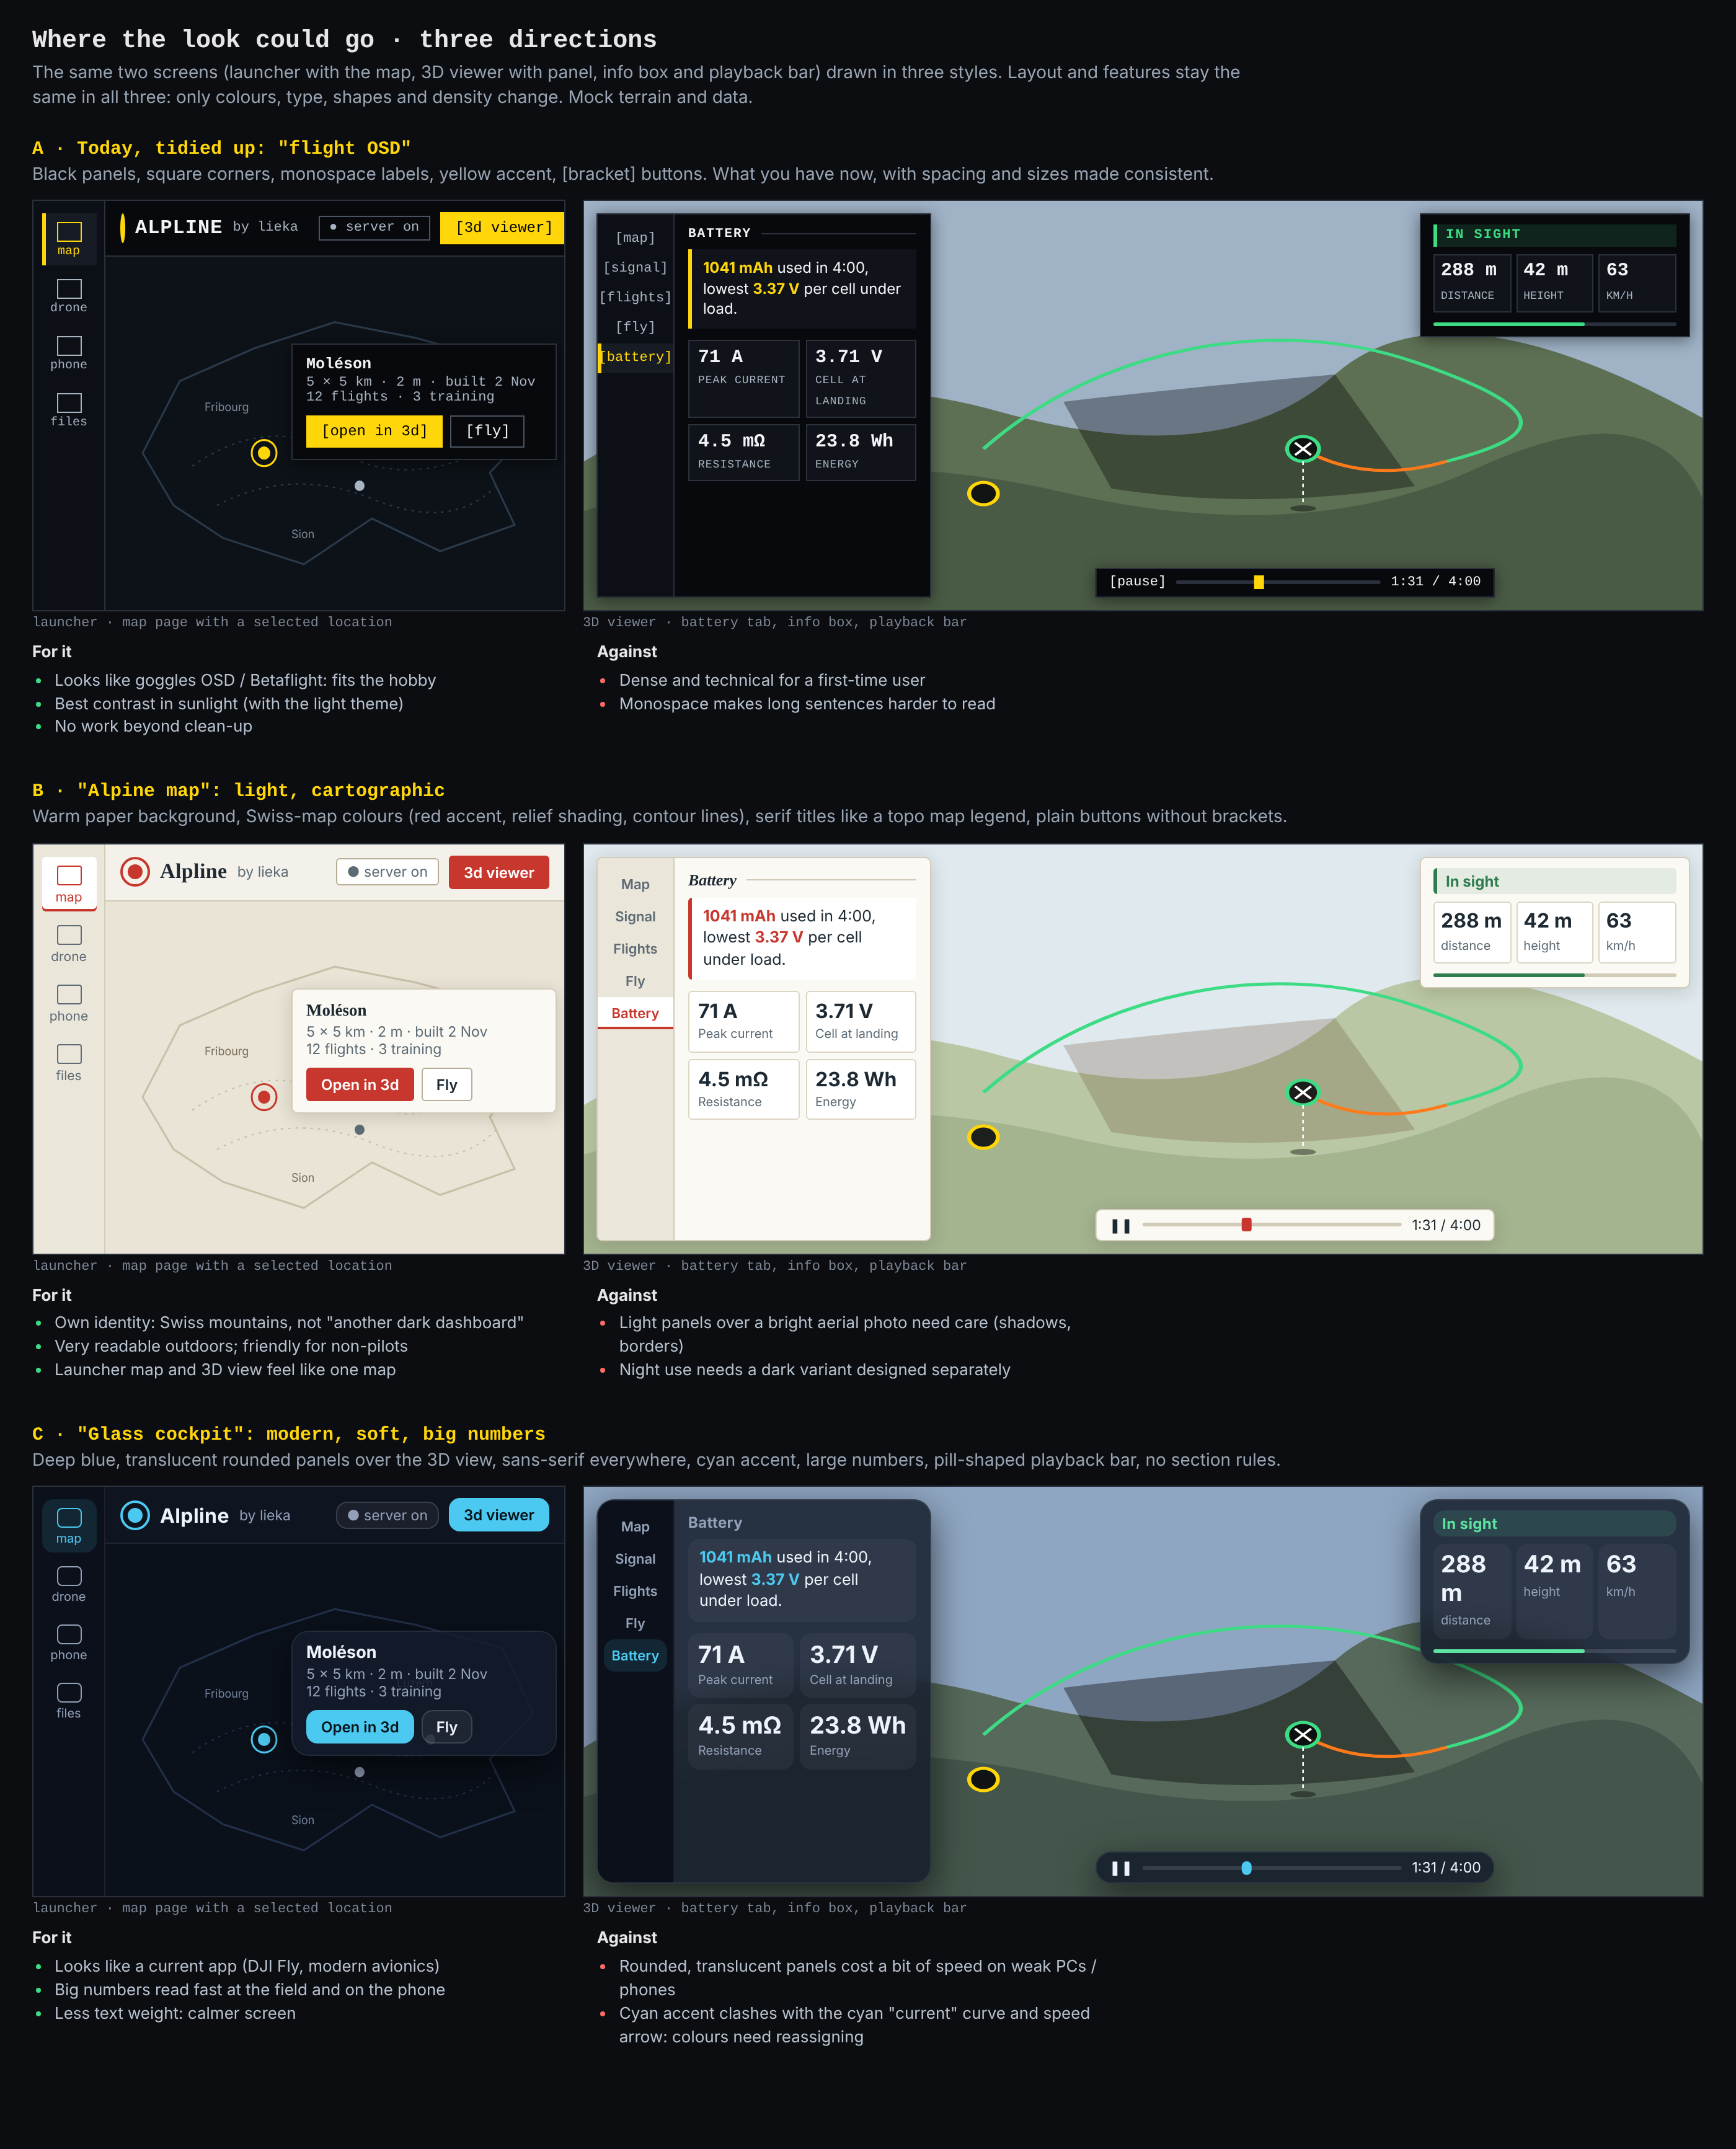 Where the look could go · three directions
The same two screens (launcher with the map, 3D viewer with panel, info box and playback bar) drawn in three styles. Layout and features stay the
same in all three: only colours, type, shapes and density change. Mock terrain and data.
A · Today, tidied up: "flight OSD"
Black panels, square corners, monospace labels, yellow accent, [bracket] buttons. What you have now, with spacing and sizes made consistent.
map
drone
phone
files
ALPLINE by lieka
● server on
[3d viewer]
Fribourg
Moléson
5 × 5 km · 2 m · built 2 Nov
12 flights · 3 training
[open in 3d] [fly]
Sion
[map]
[signal]
[flights]
[fly]
[battery]
BATTERY
1041 mAh used in 4:00,
lowest 3.37 V per cell under
load.
71 A
PEAK CURRENT
3.71 V
CELL AT
LANDING
4.5 mΩ
RESISTANCE
23.8 Wh
ENERGY
IN SIGHT
288 m
DISTANCE
42 m
HEIGHT
63
KM/H
[pause] 1:31 / 4:00
launcher · map page with a selected location
3D viewer · battery tab, info box, playback bar
For it
• Looks like goggles OSD / Betaflight: fits the hobby
• Best contrast in sunlight (with the light theme)
• No work beyond clean-up
Against
• Dense and technical for a first-time user
• Monospace makes long sentences harder to read
B · "Alpine map": light, cartographic
Warm paper background, Swiss-map colours (red accent, relief shading, contour lines), serif titles like a topo map legend, plain buttons without brackets.
map
drone
phone
files
Alpline by lieka
● server on
3d viewer
Fribourg
Moléson
5 × 5 km · 2 m · built 2 Nov
12 flights · 3 training
Open in 3d Fly
Sion
Map
Signal
Flights
Fly
Battery
Battery
1041 mAh used in 4:00,
lowest 3.37 V per cell
under load.
71 A
Peak current
3.71 V
Cell at landing
4.5 mΩ
Resistance
23.8 Wh
Energy
In sight
288 m
distance
42 m
height
63
km/h
1:31 / 4:00
launcher · map page with a selected location
3D viewer · battery tab, info box, playback bar
For it
• Own identity: Swiss mountains, not "another dark dashboard"
• Very readable outdoors; friendly for non-pilots
• Launcher map and 3D view feel like one map
Against
• Light panels over a bright aerial photo need care (shadows,
borders)
• Night use needs a dark variant designed separately
C · "Glass cockpit": modern, soft, big numbers
Deep blue, translucent rounded panels over the 3D view, sans-serif everywhere, cyan accent, large numbers, pill-shaped playback bar, no section rules.
map
drone
phone
files
Alpline by lieka
● server on
3d viewer
Fribourg
Moléson
5 × 5 km · 2 m · built 2 Nov
12 flights · 3 training
Open in 3d Fly
Sion
Map
Signal
Flights
Fly
Battery
Battery
1041 mAh used in 4:00,
lowest 3.37 V per cell
under load.
71 A
Peak current
3.71 V
Cell at landing
4.5 mΩ
Resistance
23.8 Wh
Energy
In sight
288
m
distance
42 m
height
63
km/h
1:31 / 4:00
launcher · map page with a selected location
3D viewer · battery tab, info box, playback bar
For it
• Looks like a current app (DJI Fly, modern avionics)
• Big numbers read fast at the field and on the phone
• Less text weight: calmer screen
Against
• Rounded, translucent panels cost a bit of speed on weak PCs /
phones
• Cyan accent clashes with the cyan "current" curve and speed
arrow: colours need reassigning